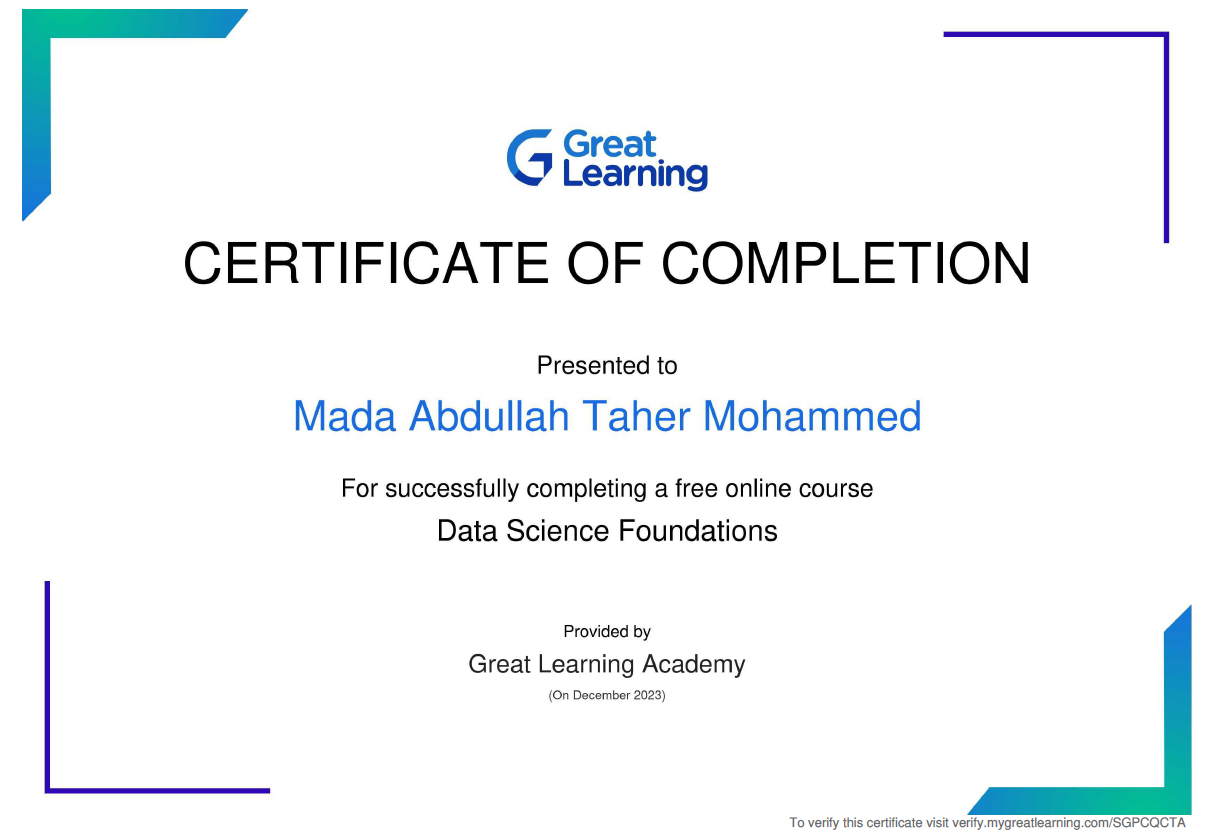 Great
Learning
CERTIFICATE OF COMPLETION
Presented to
Mada Abdullah Taher Mohammed
For successfully completing a free online course
Data Science Foundations
Provided by
Great Learning Academy
(On December 2023)
To verify this certificate visit verify.mygreatlearning.com/SGPCQCTA